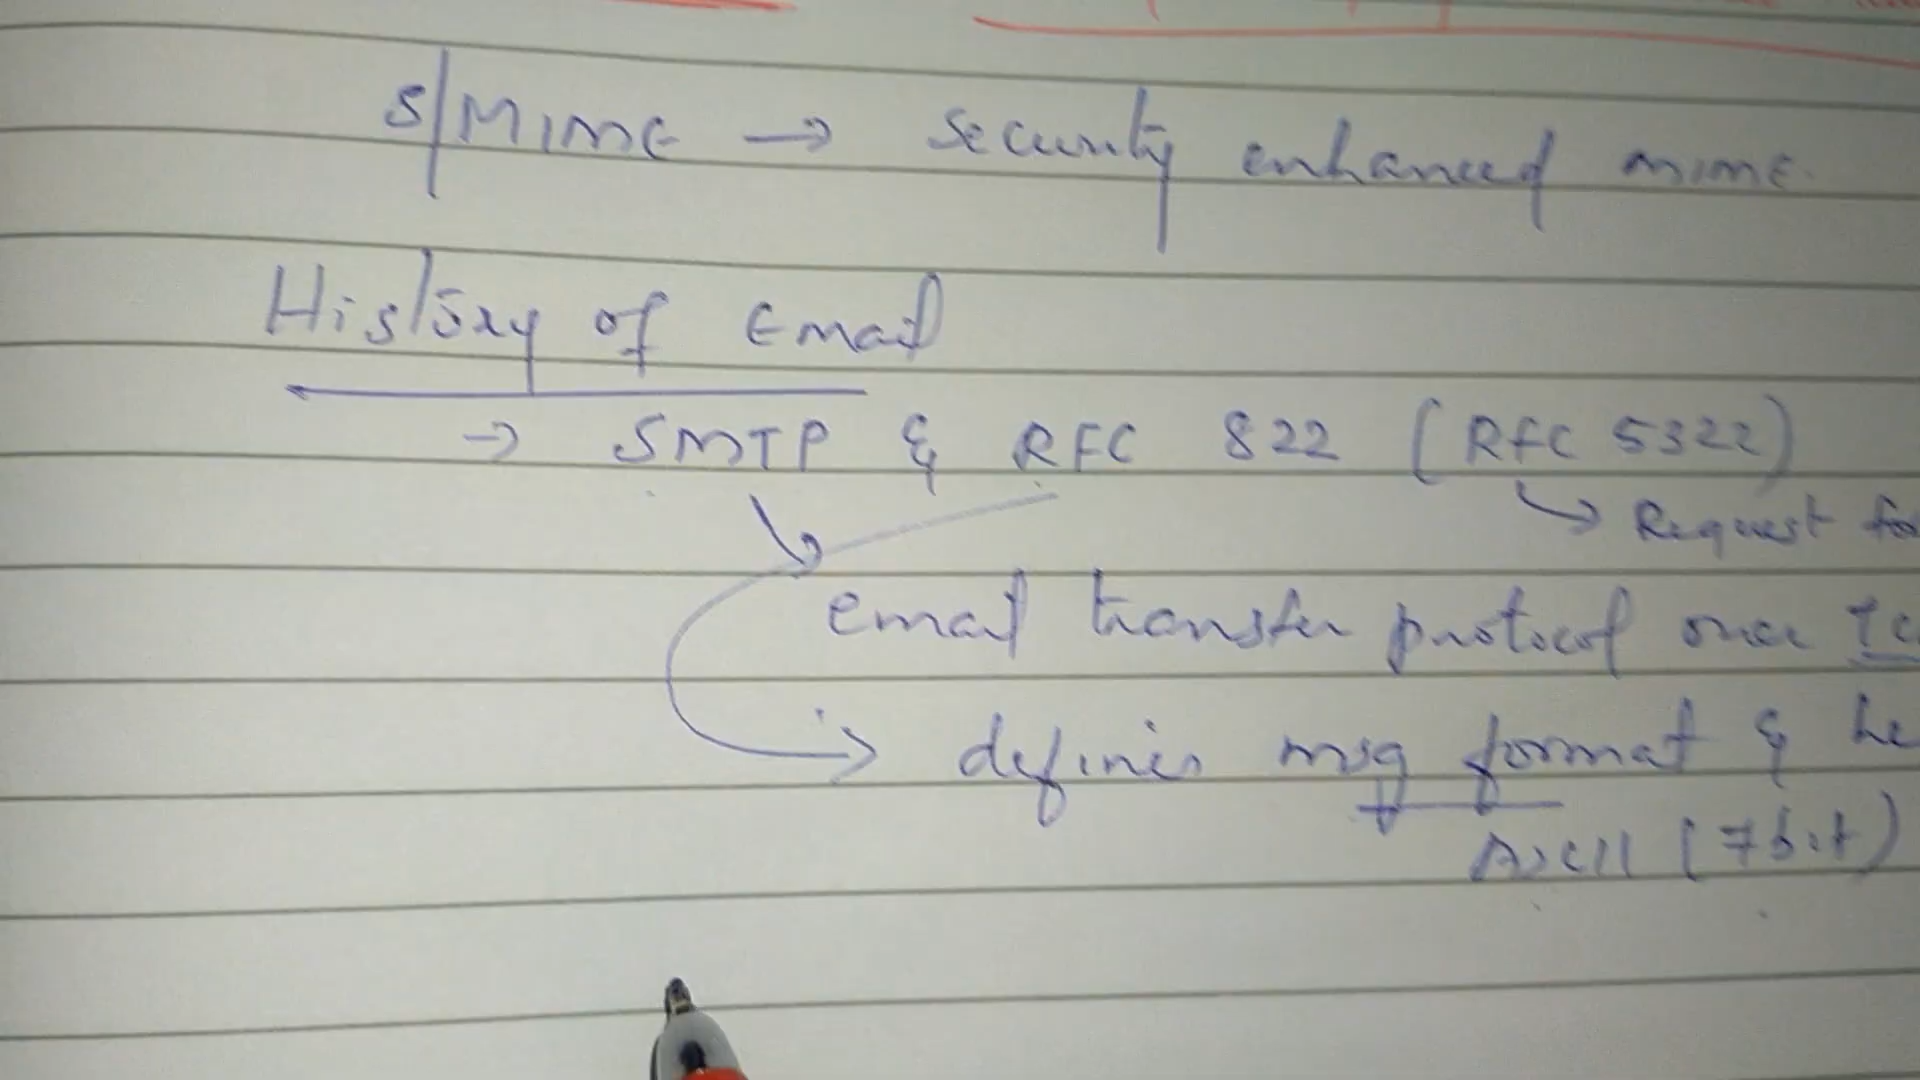 S/MIME → Security enhanced MIME.
History of Email
→ SMTP & RFC 822 (RFC 5322)
→ Request for
email transfer protocol over
→ defines msg format &
ASCII (7bit)